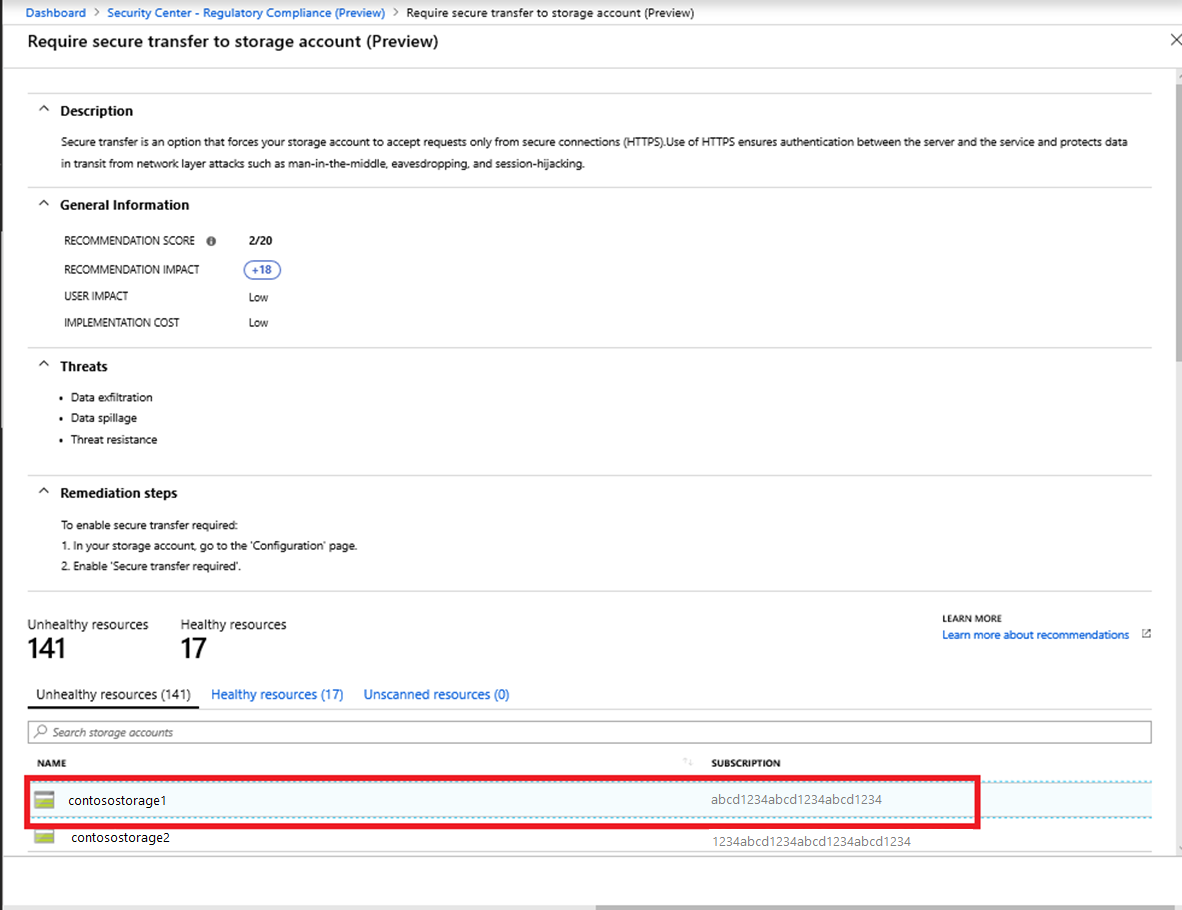 Dashboard > Security Center - Regulatory Compliance (Preview) > Require secure transfer to storage account (Preview)
Require secure transfer to storage account (Preview)
Description
Secure transfer is an option that forces your storage account to accept requests only from secure connections (HTTPS).Use of HTTPS ensures authentication between the server and the service and protects data
in transit from network layer attacks such as man-in-the-middle, eavesdropping, and session-hijacking.
General Information
RECOMMENDATION SCORE 2/20
RECOMMENDATION IMPACT +18
USER IMPACT Low
IMPLEMENTATION COST Low
Threats
• Data exfiltration
• Data spillage
• Threat resistance
Remediation steps
To enable secure transfer required:
1. In your storage account, go to the 'Configuration' page.
2. Enable 'Secure transfer required'.
Unhealthy resources Healthy resources
141 17
LEARN MORE
Learn more about recommendations
Unhealthy resources (141) Healthy resources (17) Unscanned resources (0)
Search storage accounts
NAME SUBSCRIPTION
contosostorage1 abcd1234abcd1234abcd1234
contosostorage2 1234abcd1234abcd1234abcd1234